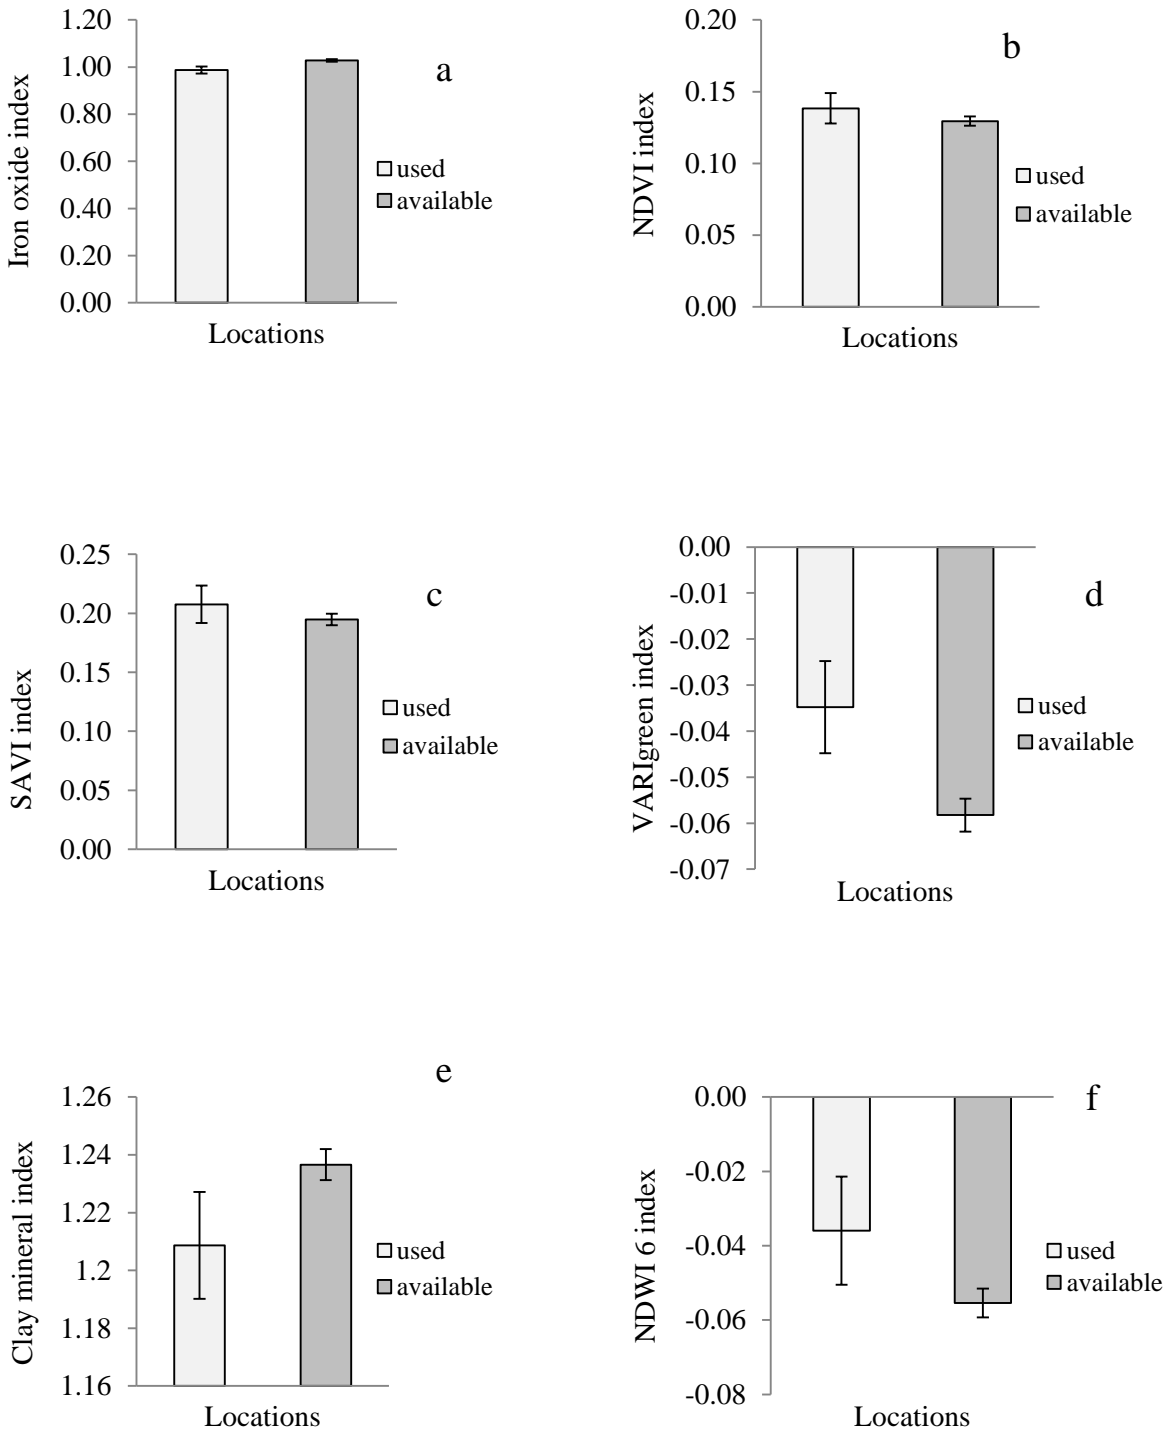 a
Iron oxide index
1.20
1.00
0.80
0.60
0.40
0.20
0.00
used
available
Locations
b
NDVI index
0.20
0.15
0.10
0.05
0.00
used
available
Locations
c
SAVI index
0.25
0.20
0.15
0.10
0.05
0.00
used
available
Locations
d
VARIgreen index
0.00
-0.01
-0.02
-0.03
-0.04
-0.05
-0.06
-0.07
used
available
Locations
e
Clay mineral index
1.26
1.24
1.22
1.2
1.18
1.16
used
available
Locations
f
NDWI 6 index
0.00
-0.02
-0.04
-0.06
-0.08
used
available
Locations